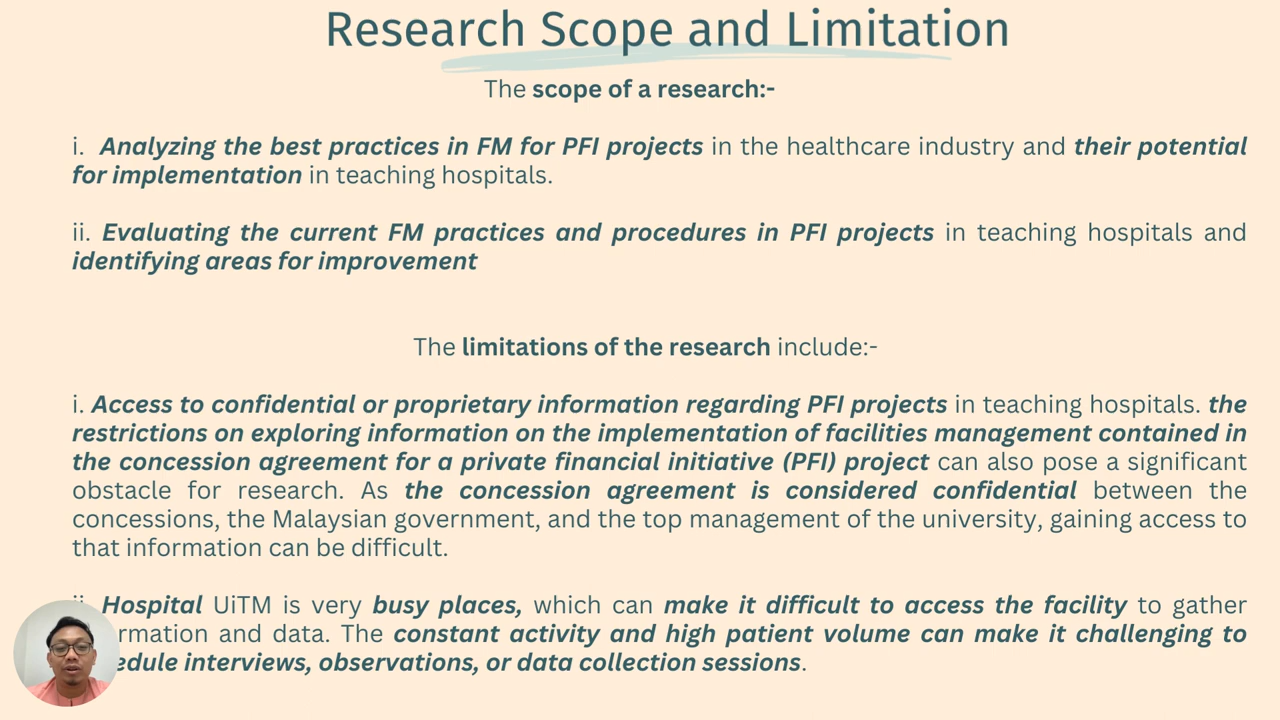 Research Scope and Limitation
The scope of a research:-
i. Analyzing the best practices in FM for PFI projects in the healthcare industry and their potential
for implementation in teaching hospitals.
ii. Evaluating the current FM practices and procedures in PFI projects in teaching hospitals and
identifying areas for improvement
The limitations of the research include:-
i. Access to confidential or proprietary information regarding PFI projects in teaching hospitals. the
restrictions on exploring information on the implementation of facilities management contained in
the concession agreement for a private financial initiative (PFI) project can also pose a significant
obstacle for research. As the concession agreement is considered confidential between the
concessions, the Malaysian government, and the top management of the university, gaining access to
that information can be difficult.
Hospital UiTM is very busy places, which can make it difficult to access the facility to gather
and data. The constant activity and high patient volume can make it challenging to
interviews, observations, or data collection sessions.